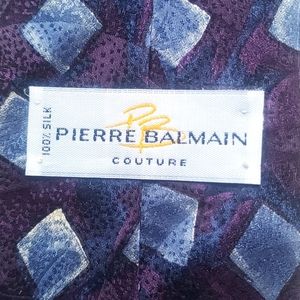 100% SILK
PB
PIERRE BALMAIN
COUTURE